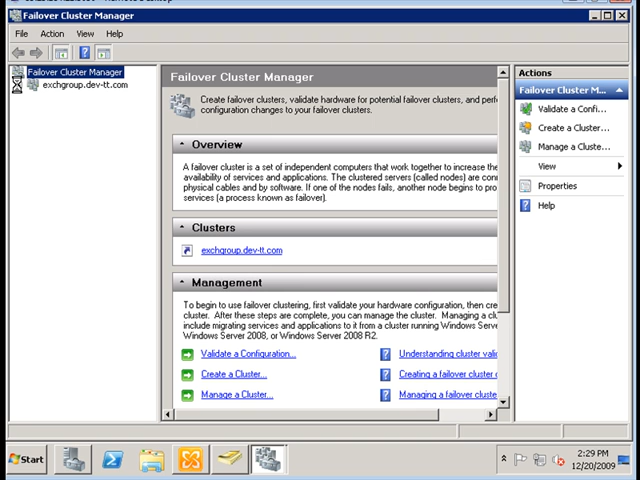 Failover Cluster Manager
File Action View Help
Failover Cluster Manager
exchgroup.dev-tt.com
Failover Cluster Manager
Create failover clusters, validate hardware for potential failover clusters, and perf
configuration changes to your failover clusters.
Overview
A failover cluster is a set of independent computers that work together to increase the
availability of services and applications. The clustered servers (called nodes) are con
physical cables and by software. If one of the nodes fails, another node begins to pro
services (a process known as failover).
Clusters
exchgroup.dev-tt.com
Management
To begin to use failover clustering, first validate your hardware configuration, then cre
cluster. After these steps are complete, you can manage the cluster. Managing a clu
include migrating services and applications to it from a cluster running Windows Serve
Windows Server 2008, or Windows Server 2008 R2.
Validate a Configuration... Understanding cluster valid
Create a Cluster... Creating a failover cluster o
Manage a Cluster... Managing a failover cluste
Actions
Failover Cluster M...
Validate a Confi...
Create a Cluster...
Manage a Cluste...
View
Properties
Help
Start
2:29 PM
12/20/2009